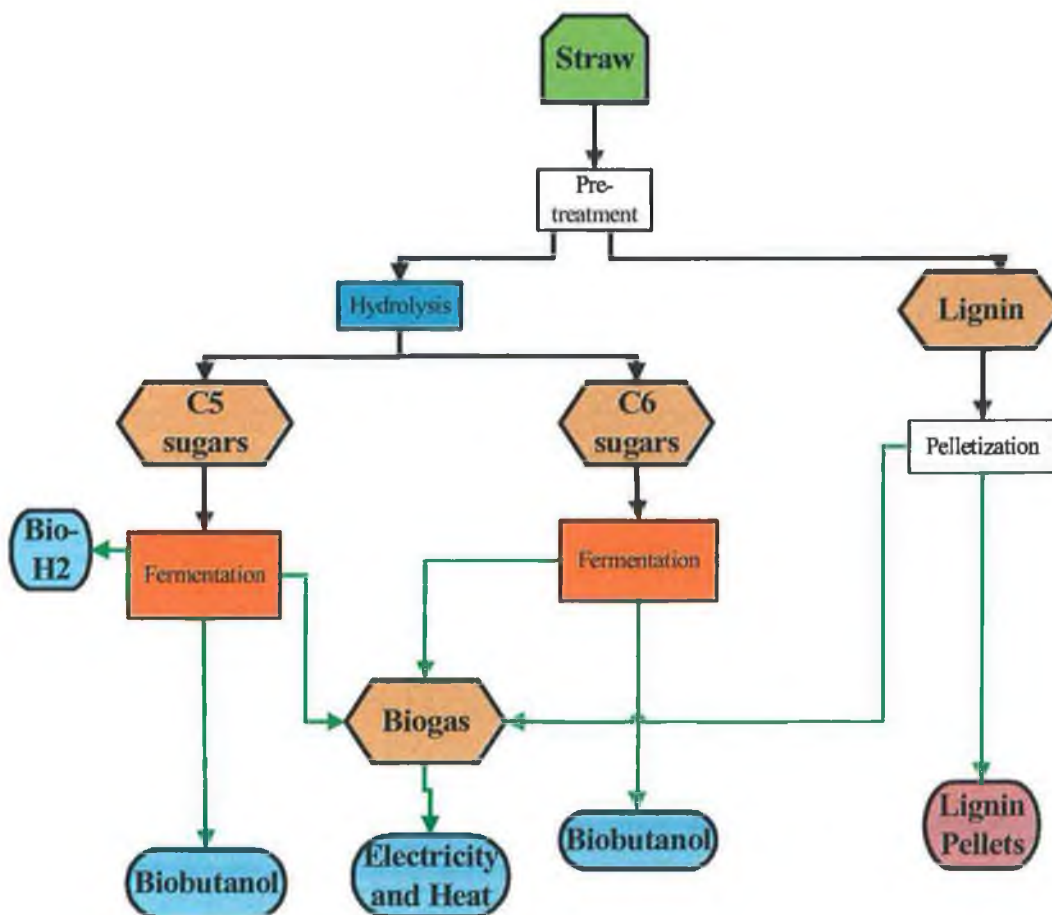 Straw
Pre-
treatment
Hydrolysis
Lignin
C5
sugars
C6
sugars
Pelletization
Bio-
H2
Fermentation
Fermentation
Biogas
Lignin
Pellets
Biobutanol
Electricity
and Heat
Biobutanol